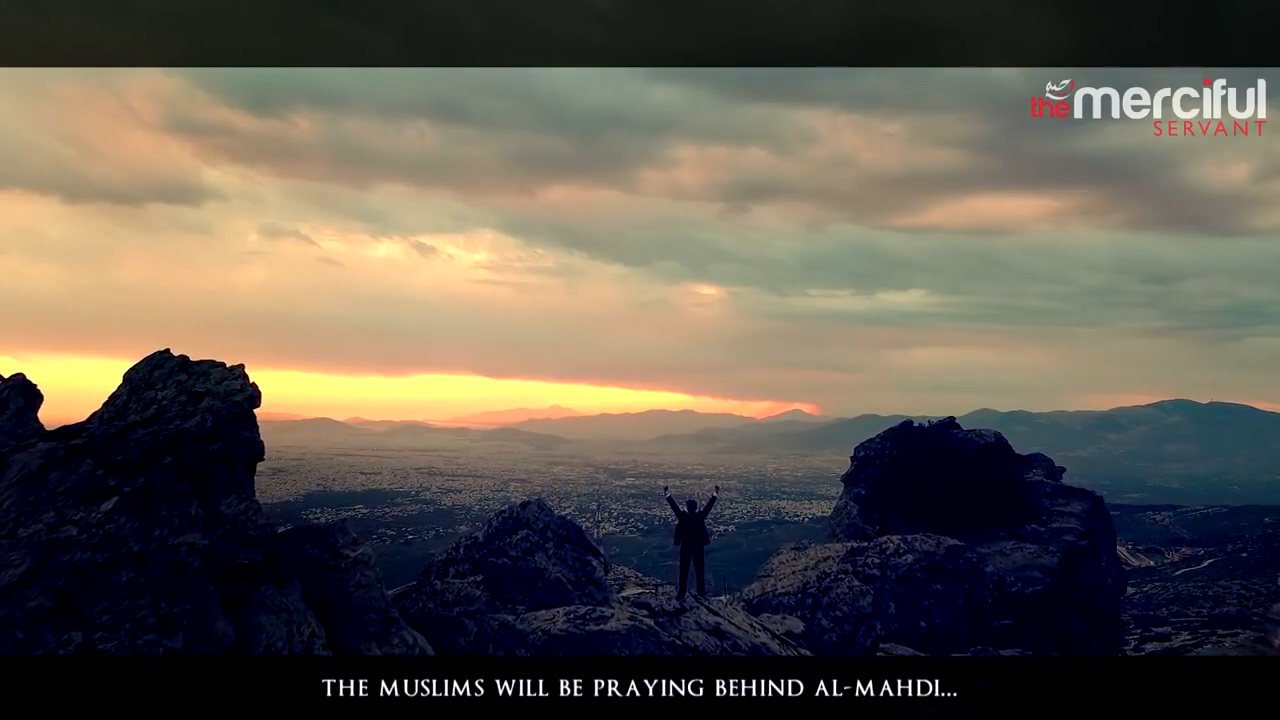 the merciful
SERVANT
THE MUSLIMS WILL BE PRAYING BEHIND AL-MAHDI...